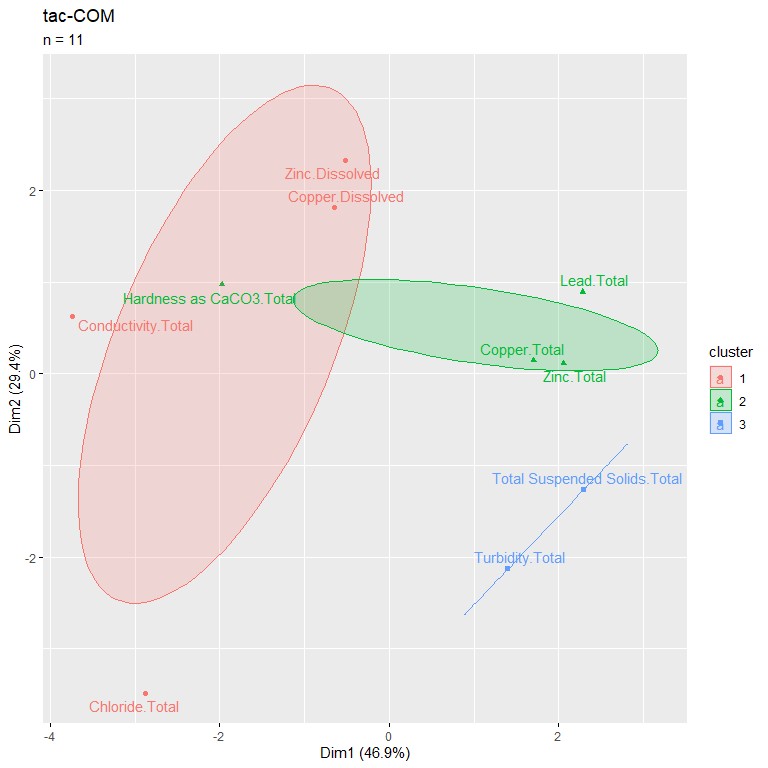 tac-COM
n = 11
Zinc.Dissolved
Copper.Dissolved
2
Lead.Total
Hardness as CaCO3.Total
Conductivity.Total
Copper.Total
Zinc.Total
0
cluster
a 1
a 2
a 3
Dim2 (29.4%)
Total Suspended Solids.Total
Turbidity.Total
-2
Chloride.Total
-4
-2
0
2
Dim1 (46.9%)